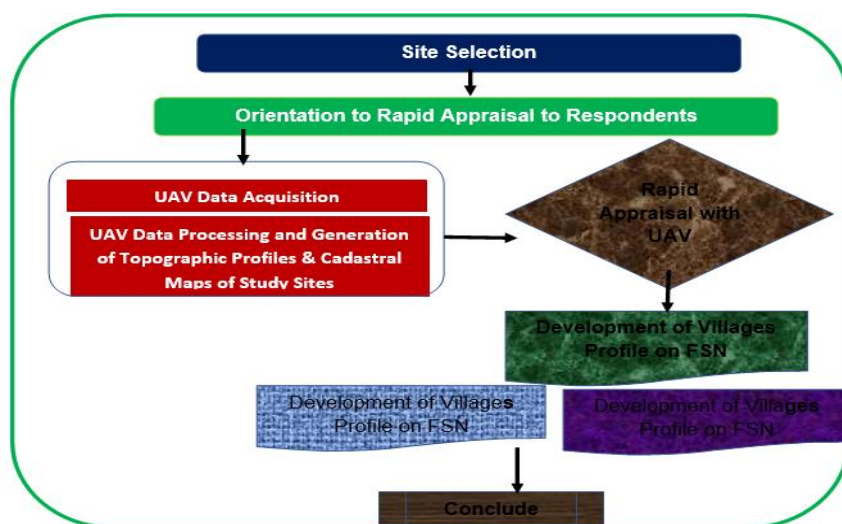 Site Selection
Orientation to Rapid Appraisal to Respondents
UAV Data Acquisition
UAV Data Processing and Generation
of Topographic Profiles & Cadastral
Maps of Study Sites
Rapid
Appraisal with
UAV
Development of Villages
Profile on FSN
Development of Villages
Profile on FSN
Development of Villages
Profile on FSN
Conclude